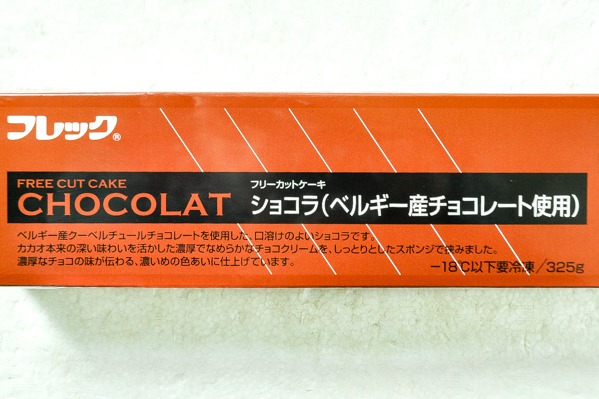 フレック®
FREE CUT CAKE
CHOCOLAT
フリーカットケーキ
ショコラ(ベルギー産チョコレート使用)
ベルギー産クーベルチュールチョコレートを使用した、口溶けのよいショコラです。
カカオ本来の深い味わいを活かした濃厚でなめらかなチョコクリームを、しっとりとしたスポンジで挟みました。
濃厚なチョコの味が伝わる、濃いめの色あいに仕上げています。
−18℃以下要冷凍/325g